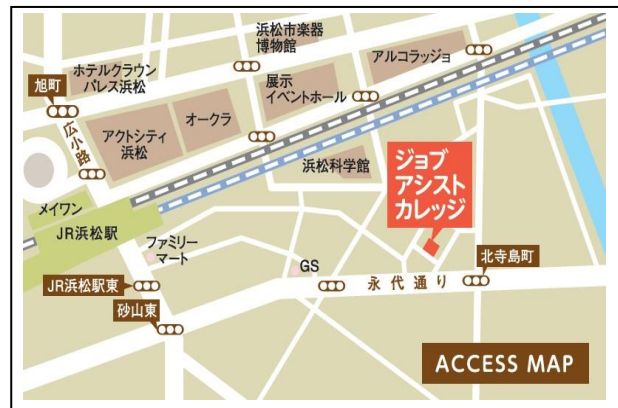 浜松市楽器
博物館
アルコラッジョ
ホテルクラウン
パレス浜松
旭町
展示
イベントホール
オークラ
アクトシティ
浜松
広小路
浜松科学館
ジョブ
アシスト
カレッジ
メイワン
JR浜松駅
ファミリー
マート
GS
北寺島町
JR浜松駅東
永代通り
砂山東
ACCESS MAP